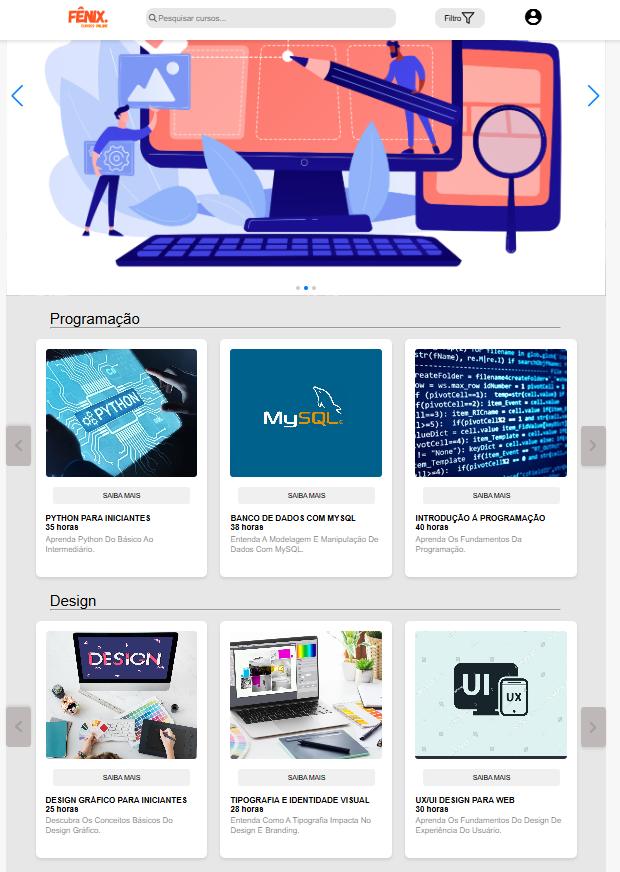 FÊNIX.
CURSOS ONLINE
Pesquisar cursos...
Filtro
Programação
PYTHON
MySQL
str(fName), re.M|re.I) if
SAIBA MAIS
SAIBA MAIS
SAIBA MAIS
PYTHON PARA INICIANTES
35 horas
Aprenda Python Do Básico Ao
Intermediário.
BANCO DE DADOS COM MYSQL
38 horas
Entenda A Modelagem E Manipulação De
Dados Com MySQL.
INTRODUÇÃO Á PROGRAMAÇÃO
40 horas
Aprenda Os Fundamentos Da
Programação.
Design
DESIGN
UI
UX
SAIBA MAIS
SAIBA MAIS
SAIBA MAIS
DESIGN GRÁFICO PARA INICIANTES
25 horas
Descubra Os Conceitos Básicos Do
Design Gráfico.
TIPOGRAFIA E IDENTIDADE VISUAL
28 horas
Entenda Como A Tipografia Impacta No
Design E Branding.
UX/UI DESIGN PARA WEB
30 horas
Aprenda Os Fundamentos Do Design De
Experiência Do Usuário.